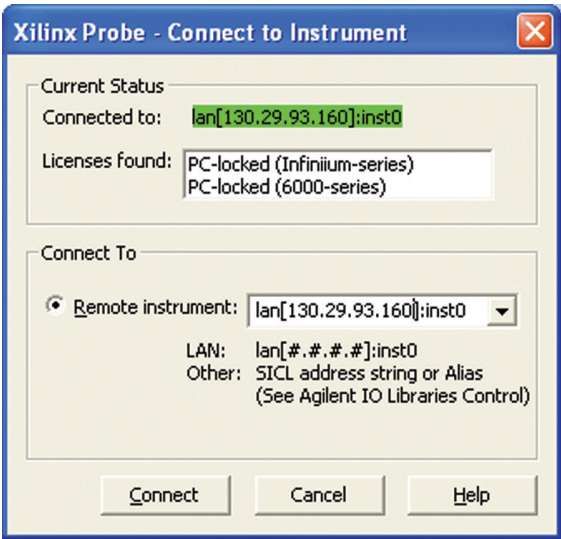 Xilinx Probe - Connect to Instrument
Current Status
Connected to: lan[130.29.93.160]:inst0
Licenses found: PC-locked (Infiniium-series)
PC-locked (6000-series)
Connect To
Remote instrument: lan[130.29.93.160]:inst0
LAN: lan[#.#.#.#]:inst0
Other: SICL address string or Alias
(See Agilent IO Libraries Control)
Connect Cancel Help